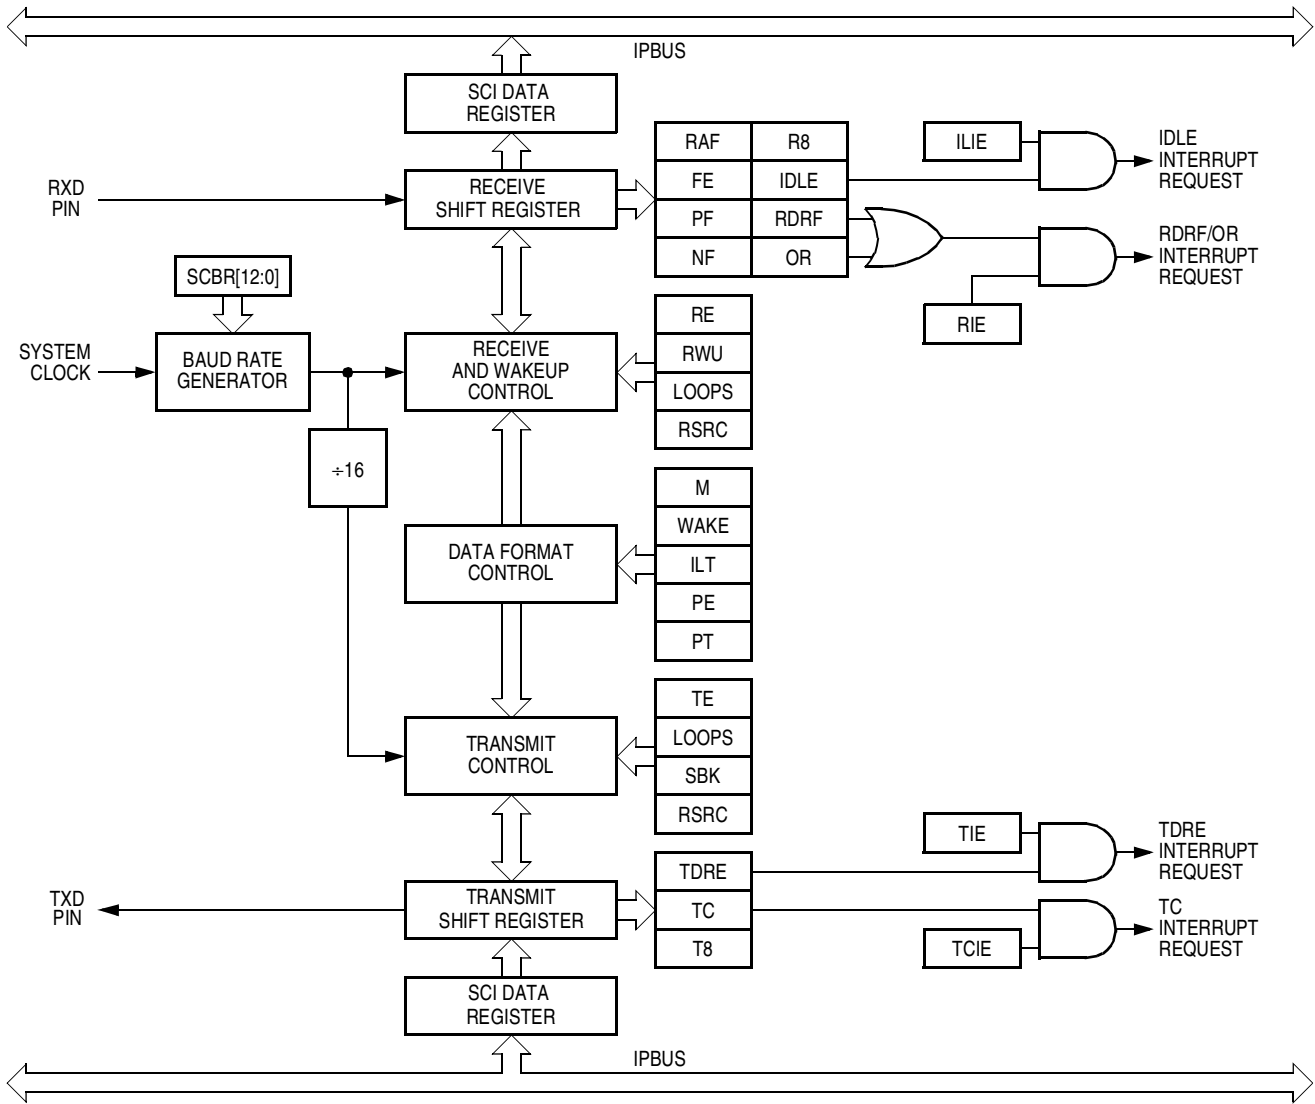 IPBUS
SCI DATA
REGISTER
RAF
R8
ILIE
IDLE
INTERRUPT
REQUEST
RXD
PIN
RECEIVE
SHIFT REGISTER
FE
IDLE
PF
RDRF
NF
OR
RDRF/OR
INTERRUPT
REQUEST
SCBR[12:0]
RIE
SYSTEM
CLOCK
BAUD RATE
GENERATOR
RECEIVE
AND WAKEUP
CONTROL
RE
RWU
LOOPS
RSRC
÷16
DATA FORMAT
CONTROL
M
WAKE
ILT
PE
PT
TRANSMIT
CONTROL
TE
LOOPS
SBK
RSRC
TIE
TDRE
INTERRUPT
REQUEST
TXD
PIN
TRANSMIT
SHIFT REGISTER
TDRE
TC
T8
TCIE
TC
INTERRUPT
REQUEST
SCI DATA
REGISTER
IPBUS